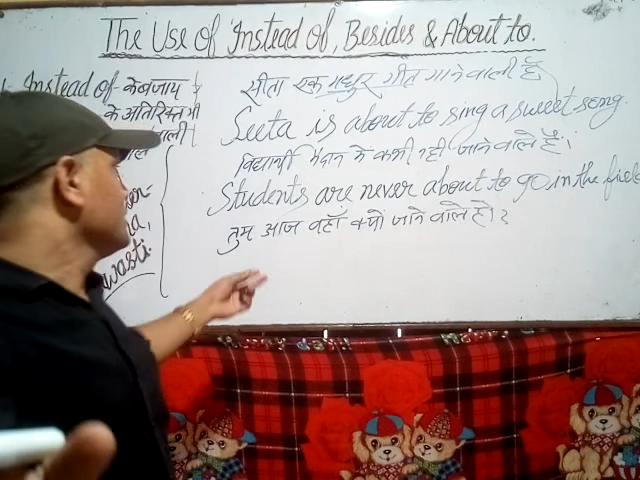 The Use of Instead of, Besides & About to.
Instead of - के बजाय
के अतिरिक्त भी
वाली
सीता एक मधुर गीत गाने वाली है
Seeta is about to sing a sweet song.
विद्यार्थी मैदान में कभी नहीं जाने वाले हैं।
Students are never about to go in the field
तुम आज वहाँ क्यों जाने वाले हो?
wasti.